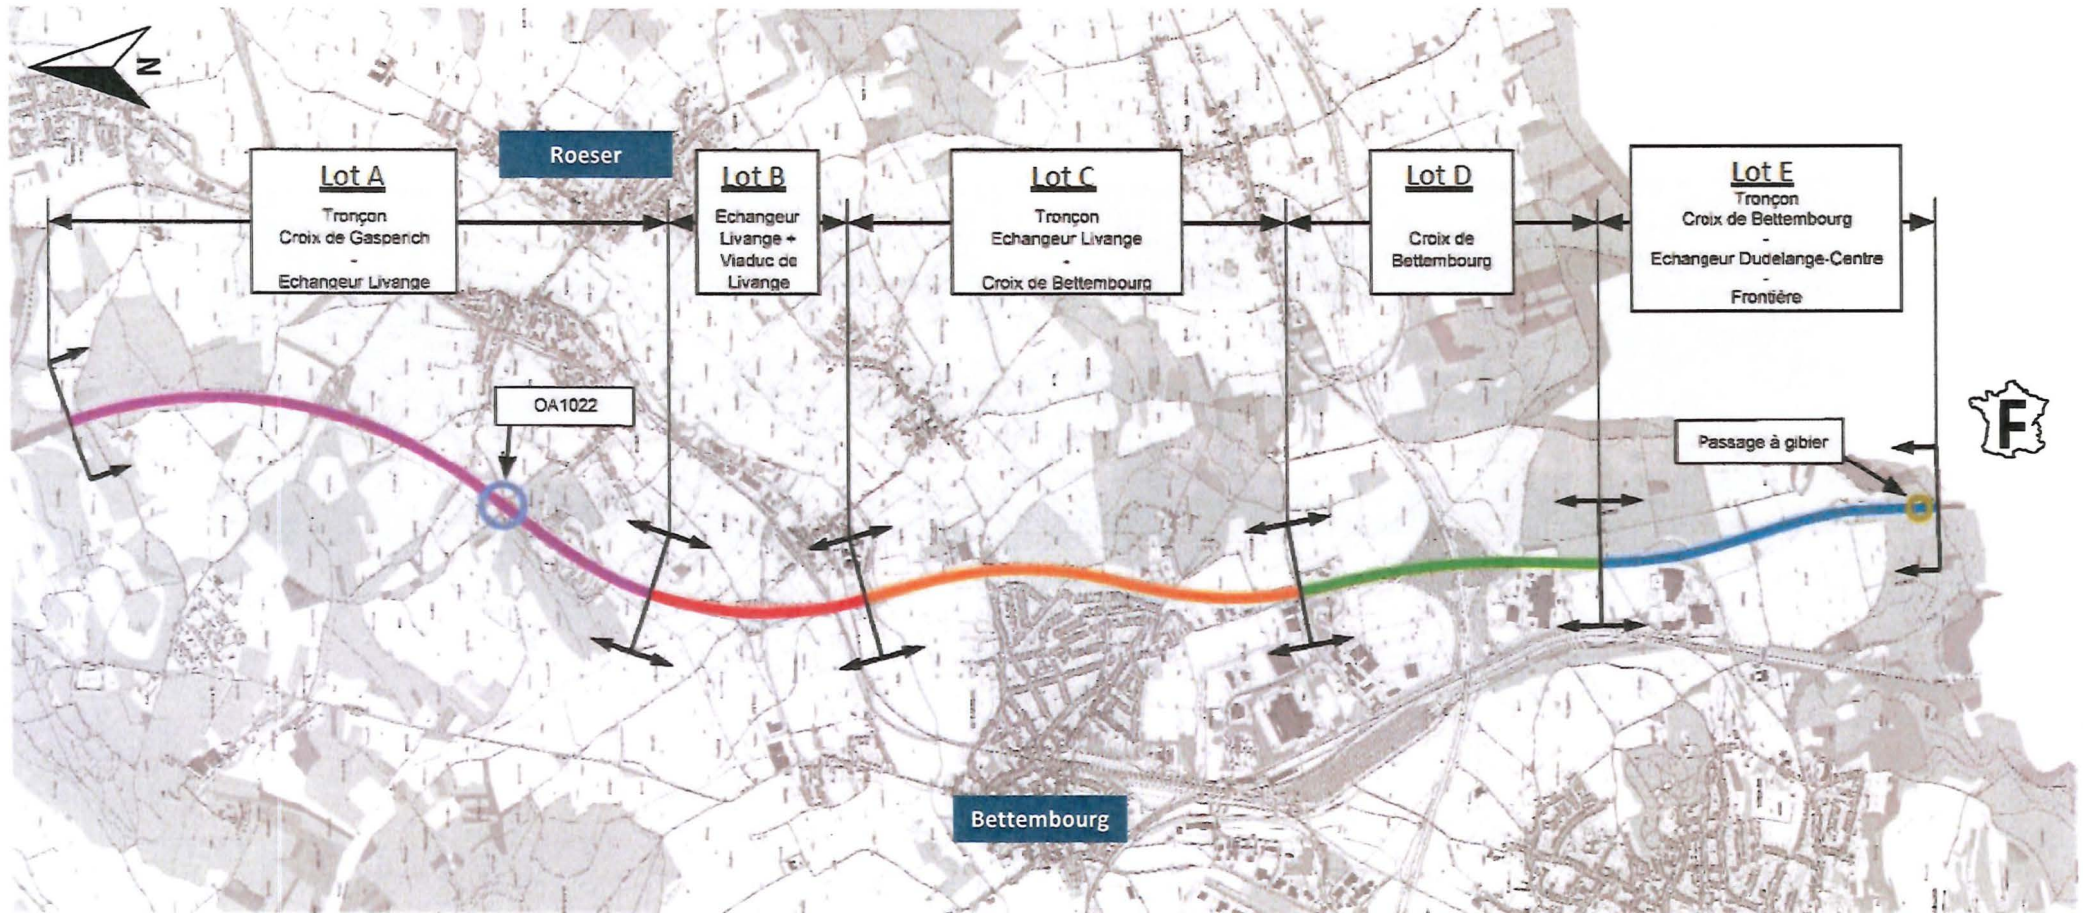 N
Roeser
Lot A
Tronçon
Croix de Gasperich
-
Echangeur Livange
Lot B
Echangeur
Livange +
Viaduc de
Livange
Lot C
Tronçon
Echangeur Livange
-
Croix de Bettembourg
Lot D
Croix de
Bettembourg
Lot E
Tronçon
Croix de Bettembourg
-
Echangeur Dudelange-Centre
-
Frontière
OA1022
Passage à gibier
F
Bettembourg